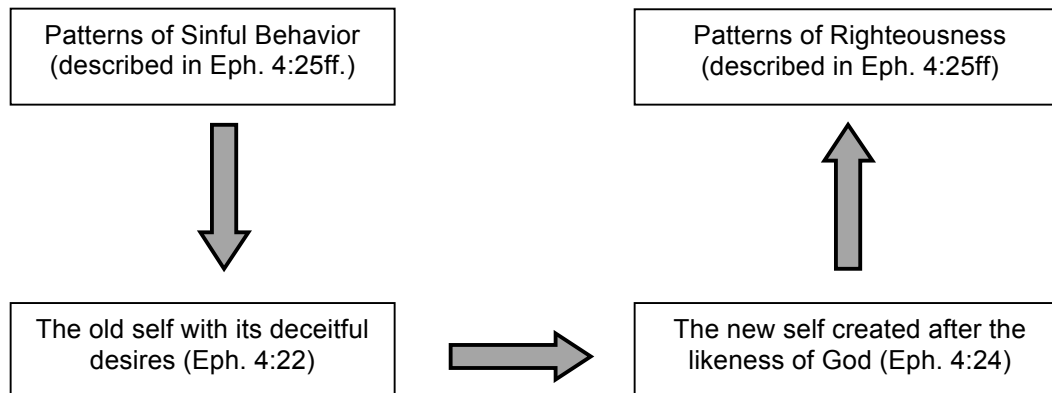 Patterns of Sinful Behavior
(described in Eph. 4:25ff.)
Patterns of Righteousness
(described in Eph. 4:25ff)
The old self with its deceitful
desires (Eph. 4:22)
The new self created after the
likeness of God (Eph. 4:24)